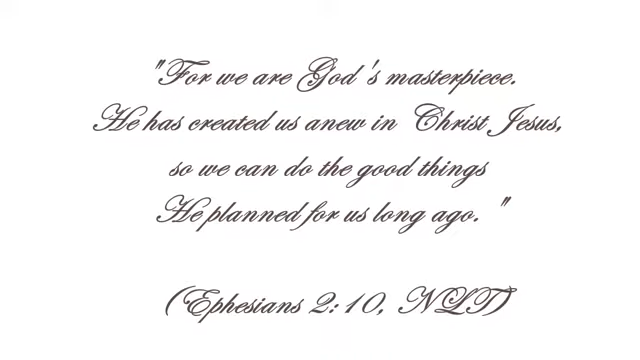 "For we are God's masterpiece.
He has created us anew in Christ Jesus,
so we can do the good things
He planned for us long ago. "
(Ephesians 2:10, NLT)